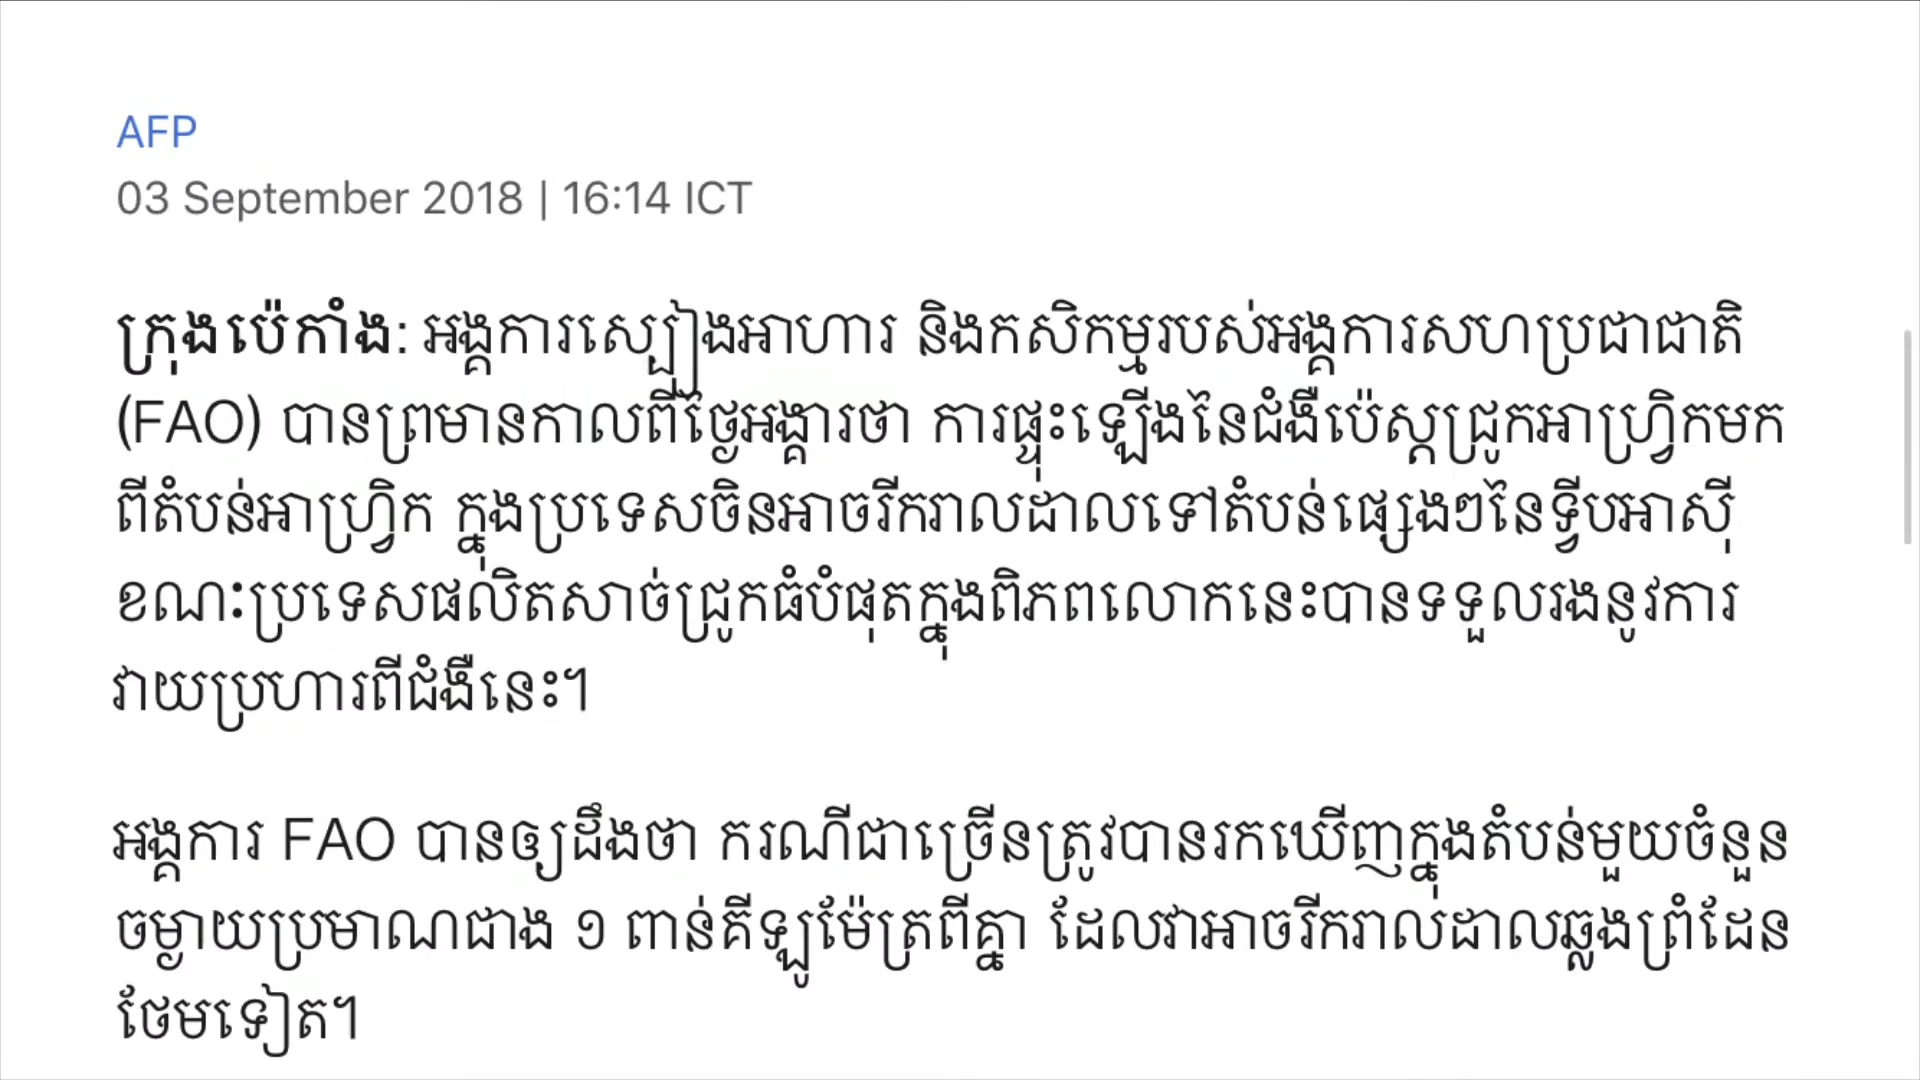 AFP
03 September 2018 | 16:14 ICT
ក្រុងប៉េកាំង: អង្គការស្បៀងអាហារ និងកសិកម្មរបស់អង្គការសហប្រជាជាតិ
(FAO) បានព្រមានកាលពីថ្ងៃអង្គារថា ការផ្ទុះឡើងនៃជំងឺប៉េស្តជ្រូកអាហ្វ្រិកមក
ពីតំបន់អាហ្វ្រិក ក្នុងប្រទេសចិនអាចរីករាលដាលទៅតំបន់ផ្សេងៗនៃទ្វីបអាស៊ី
ខណៈប្រទេសផលិតសាច់ជ្រូកធំបំផុតក្នុងពិភពលោកនេះបានទទួលរងនូវការ
វាយប្រហារពីជំងឺនេះ។
អង្គការ FAO បានឲ្យដឹងថា ករណីជាច្រើនត្រូវបានរកឃើញក្នុងតំបន់មួយចំនួន
ចម្ងាយប្រមាណជាង ១ ពាន់គីឡូម៉ែត្រពីគ្នា ដែលវាអាចរីករាលដាលឆ្លងព្រំដែន
ថែមទៀត។